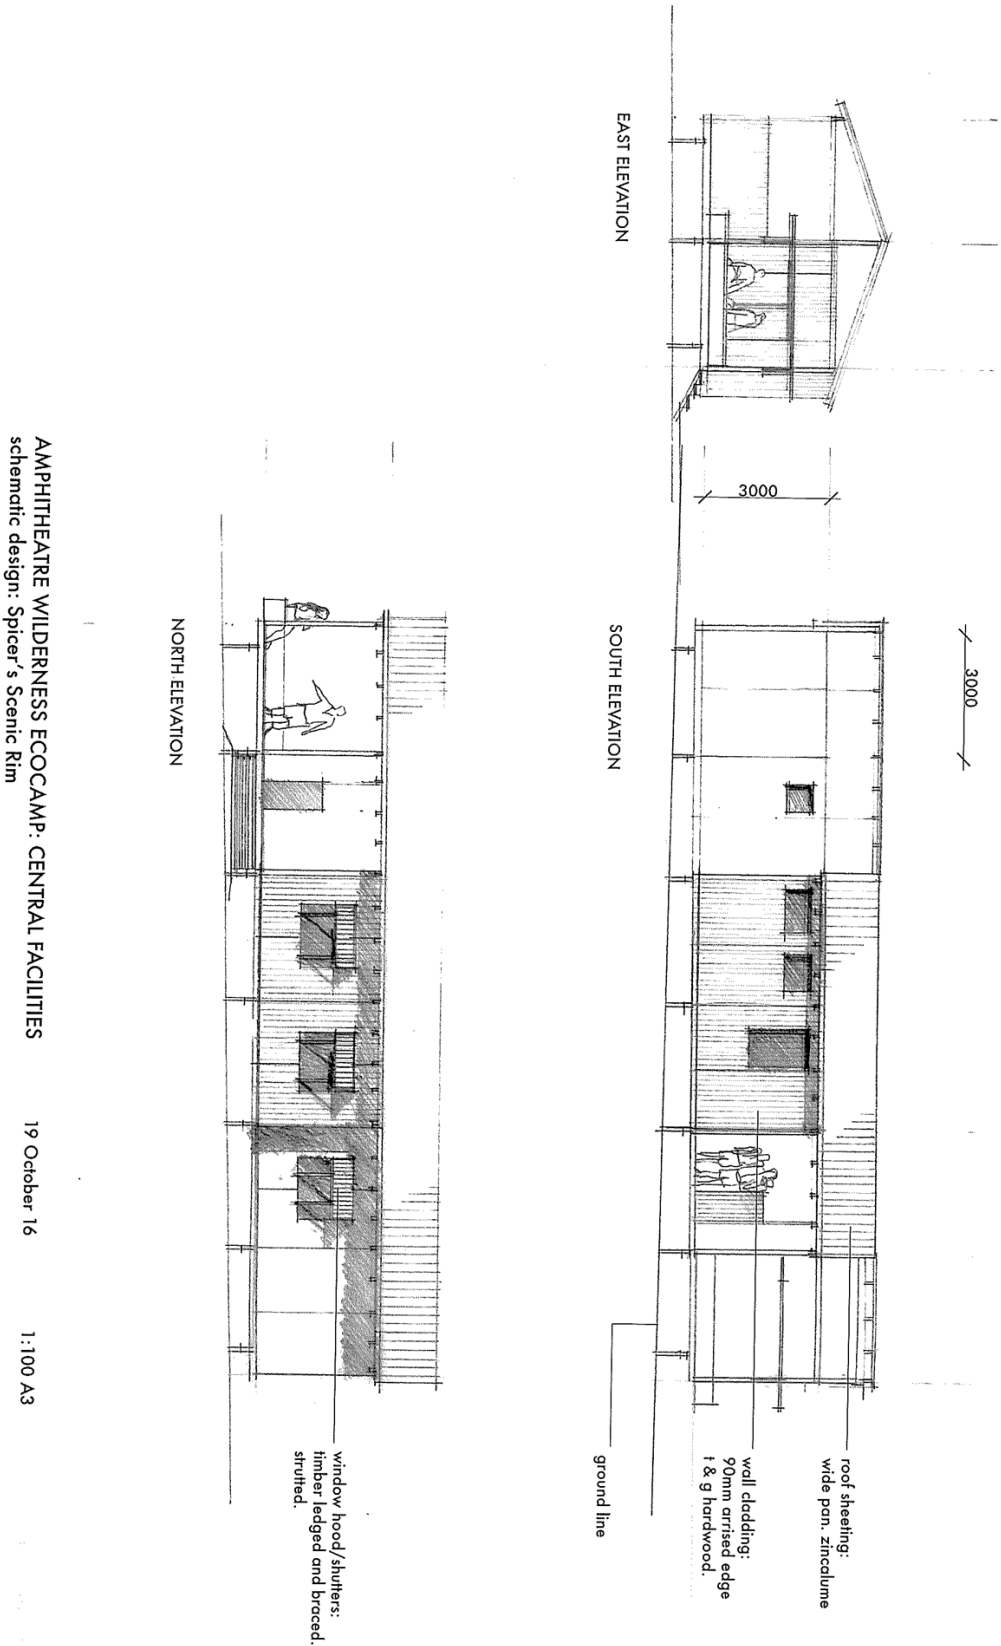 3000
roof sheeting:
wide pan. zincalume
wall cladding:
90mm arrised edge
t & g hardwood.
3000
EAST ELEVATION
SOUTH ELEVATION
ground line
window hood/shutters:
timber ledged and braced.
strutted.
NORTH ELEVATION
AMPHITHEATRE WILDERNESS ECOCAMP: CENTRAL FACILITIES 19 October 16 1:100 A3
schematic design: Spicer's Scenic Rim